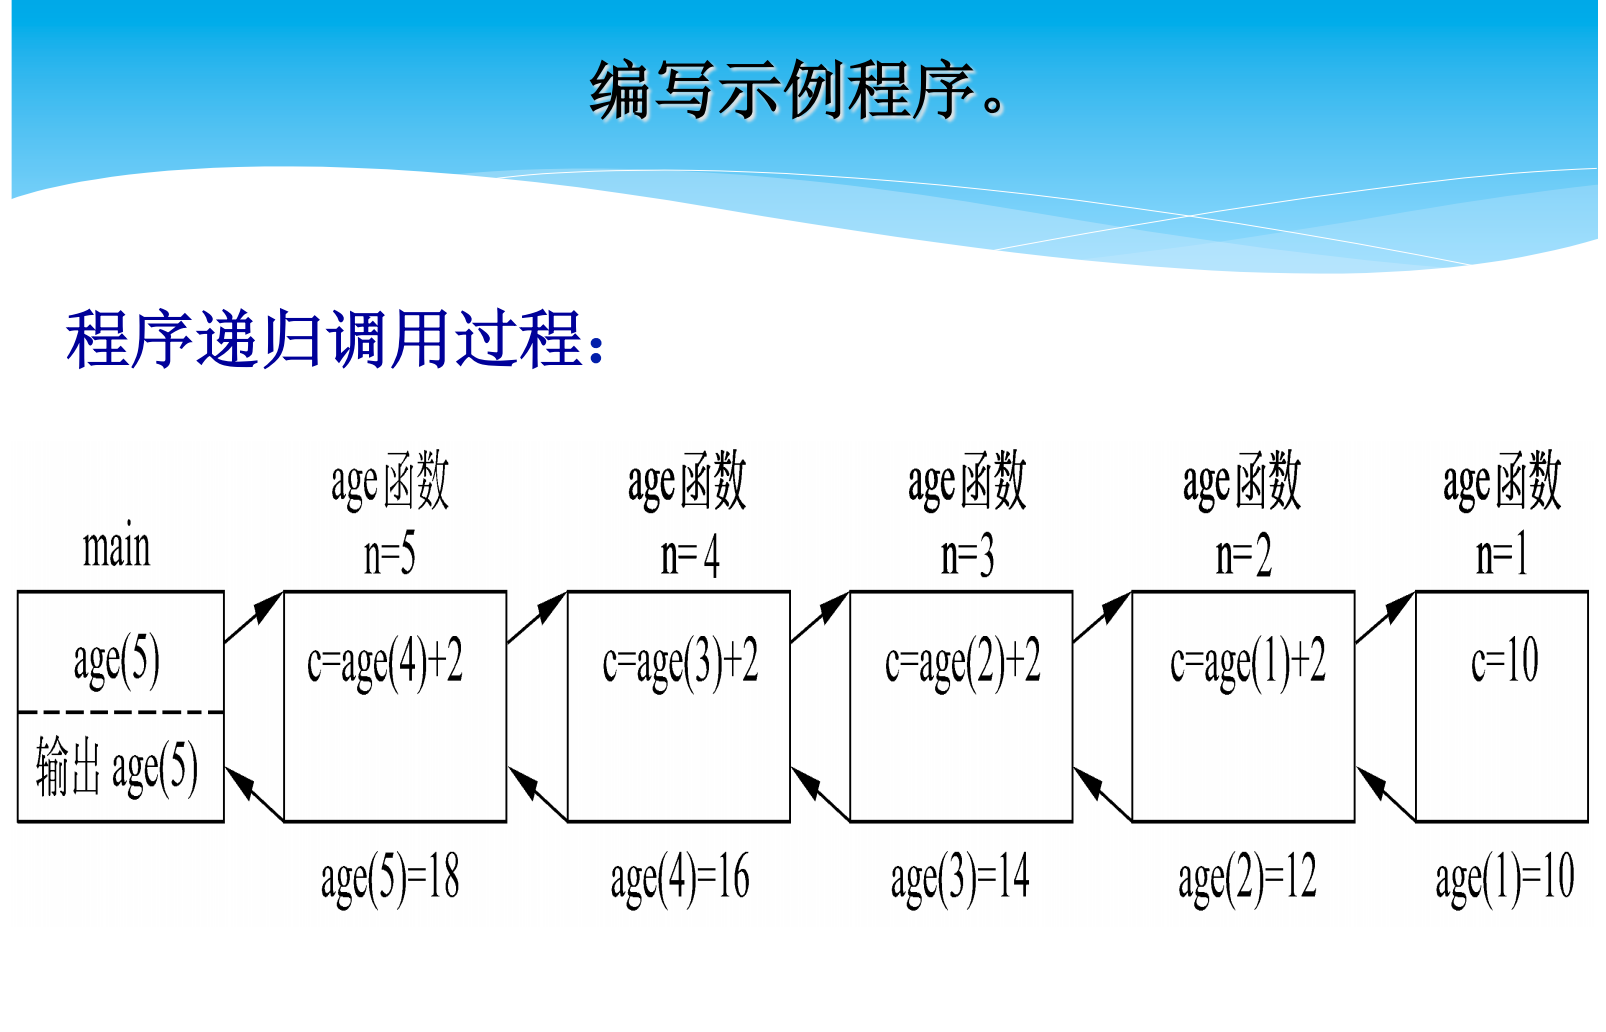 编写示例程序。
程序递归调用过程：
age函数 age函数 age函数 age函数 age函数
main n=5 n=4 n=3 n=2 n=1
age(5) c=age(4)+2 c=age(3)+2 c=age(2)+2 c=age(1)+2 c=10
输出 age(5)
age(5)=18 age(4)=16 age(3)=14 age(2)=12 age(1)=10